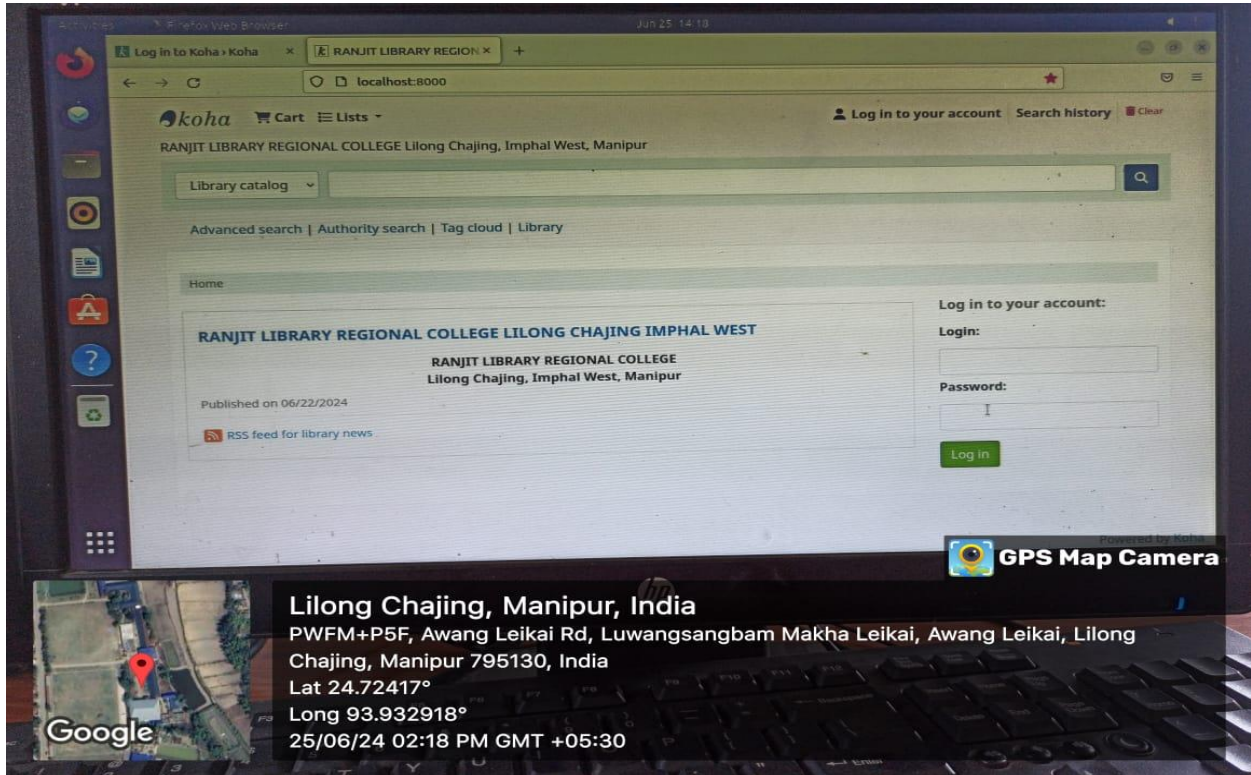 Activities
Firefox Web Browser
Jun 25 14:18
Log in to Koha › Koha ×
RANJIT LIBRARY REGION ×
+
localhost:8000
koha Cart Lists
Log in to your account Search history Clear
RANJIT LIBRARY REGIONAL COLLEGE Lilong Chajing, Imphal West, Manipur
Library catalog
Advanced search | Authority search | Tag cloud | Library
Home
RANJIT LIBRARY REGIONAL COLLEGE LILONG CHAJING IMPHAL WEST
RANJIT LIBRARY REGIONAL COLLEGE
Lilong Chajing, Imphal West, Manipur
Published on 06/22/2024
RSS feed for library news
Log in to your account:
Login:
Password:
Log in
Powered by Koha
hp
GPS Map Camera
Google
Lilong Chajing, Manipur, India
PWFM+P5F, Awang Leikai Rd, Luwangsangbam Makha Leikai, Awang Leikai, Lilong
Chajing, Manipur 795130, India
Lat 24.72417°
Long 93.932918°
25/06/24 02:18 PM GMT +05:30